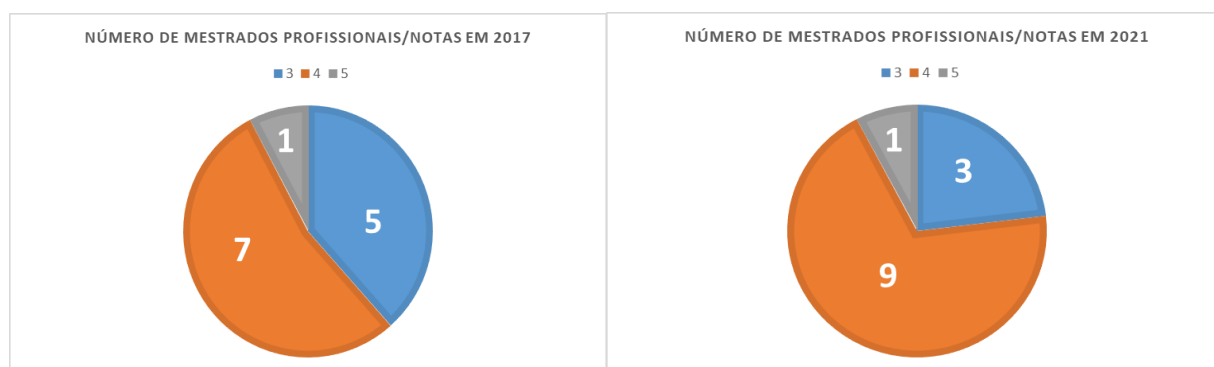 NÚMERO DE MESTRADOS PROFISSIONAIS/NOTAS EM 2017
3 4 5
1
5
7
NÚMERO DE MESTRADOS PROFISSIONAIS/NOTAS EM 2021
3 4 5
1
3
9